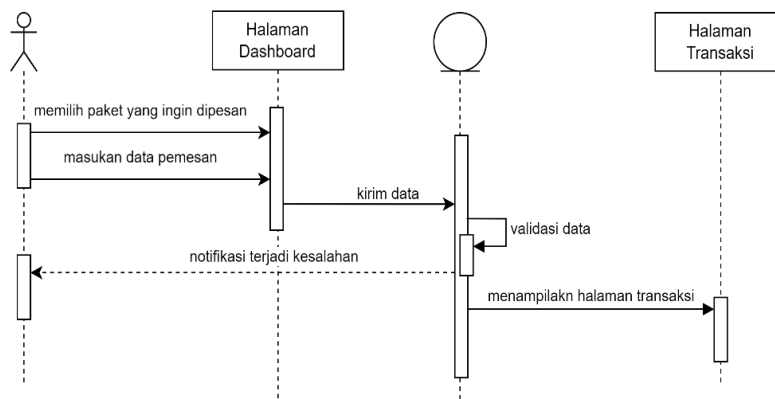 Halaman
Dashboard
Halaman
Transaksi
memilih paket yang ingin dipesan
masukan data pemesan
kirim data
validasi data
notifikasi terjadi kesalahan
menampilakn halaman transaksi